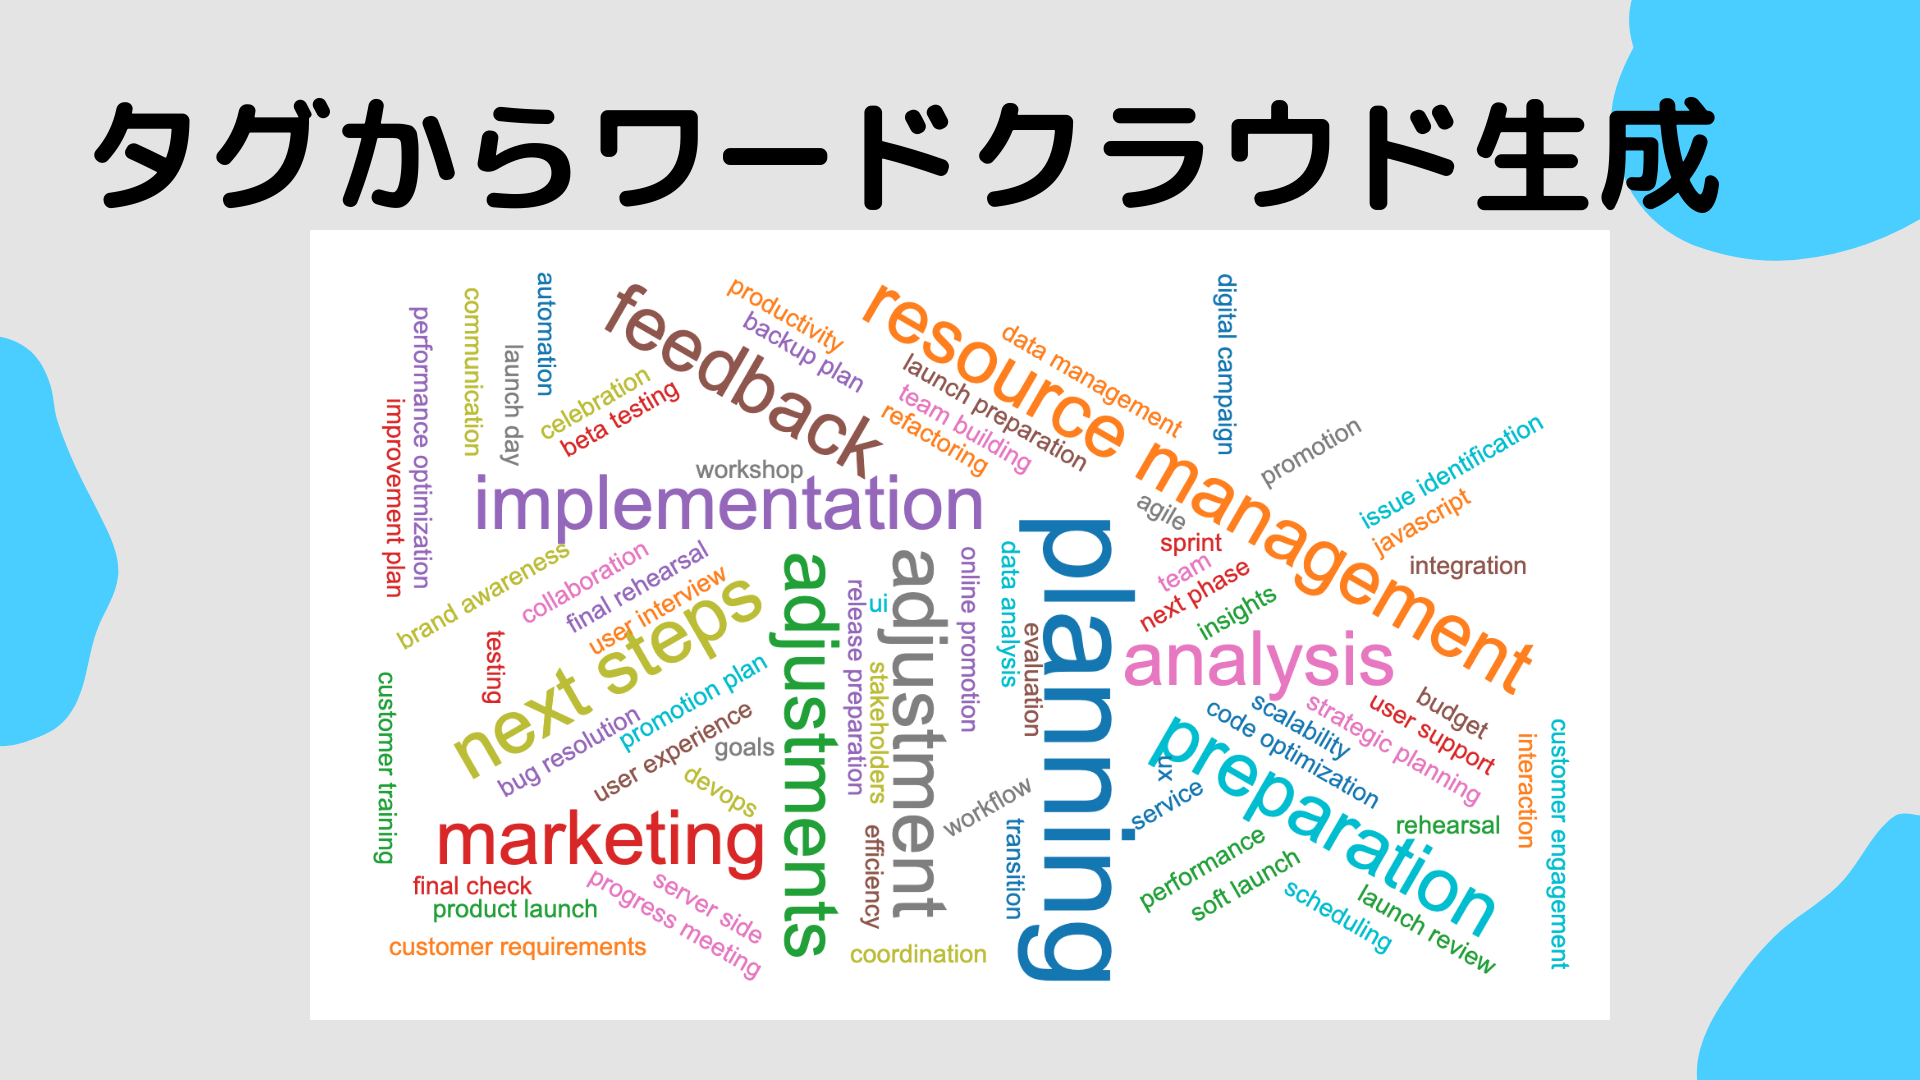 タグからワードクラウド生成
performance optimization
improvement plan
communication
launch day
automation
celebration
beta testing
feedback
productivity
backup plan
resource management
data management
launch preparation
team building
refactoring
digital campaign
promotion
issue identification
javascript
integration
workshop
implementation
agile
sprint
team
next phase
insights
brand awareness
collaboration
final rehearsal
user interview
next steps
testing
customer training
bug resolution
promotion plan
user experience
goals
devops
adjustments
release preparation
ui
stakeholders
adjustment
online promotion
data analysis
evaluation
planning
analysis
budget
user support
strategic planning
scalability
code optimization
preparation
ux
service
interaction
customer engagement
marketing
final check
product launch
customer requirements
server side
progress meeting
efficiency
workflow
transition
coordination
performance
soft launch
scheduling
rehearsal
launch review